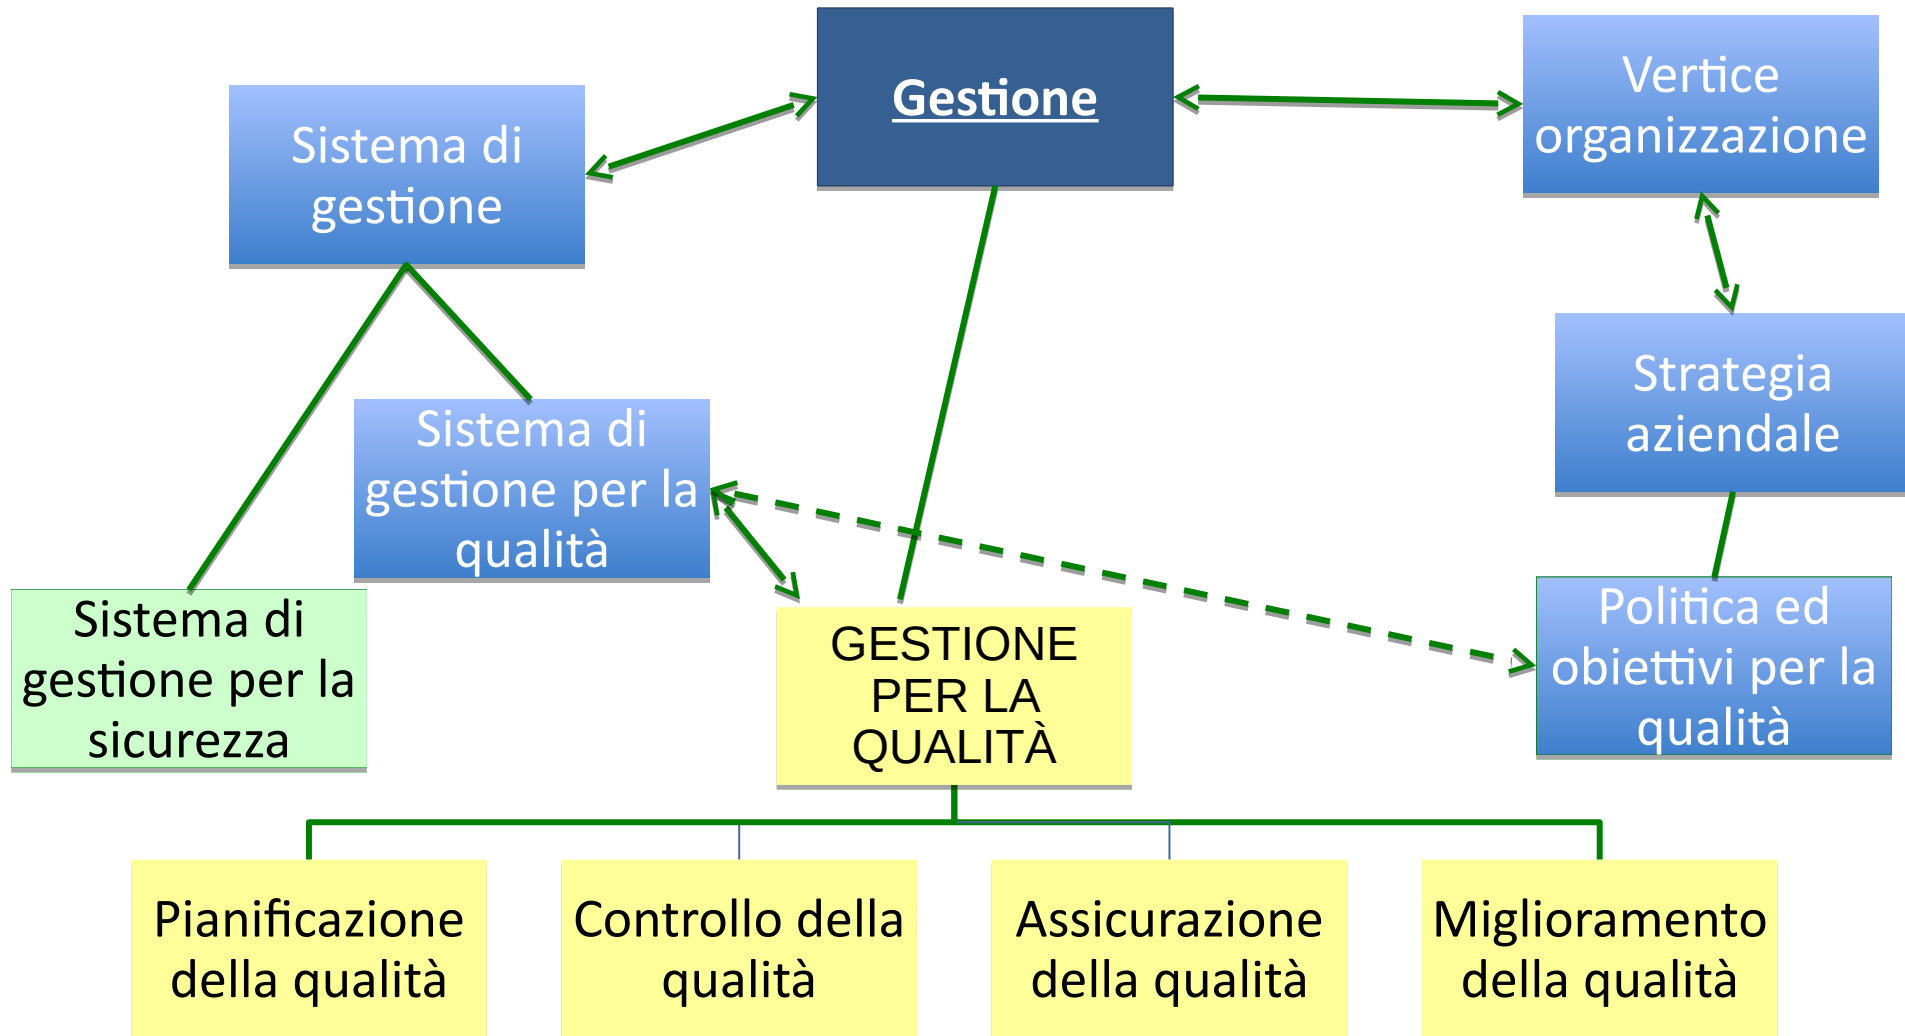 Gestione
Vertice
organizzazione
Sistema di
gestione
Strategia
aziendale
Sistema di
gestione per la
qualità
Sistema di
gestione per la
sicurezza
GESTIONE
PER LA
QUALITÀ
Politica ed
obiettivi per la
qualità
Pianificazione
della qualità
Controllo della
qualità
Assicurazione
della qualità
Miglioramento
della qualità